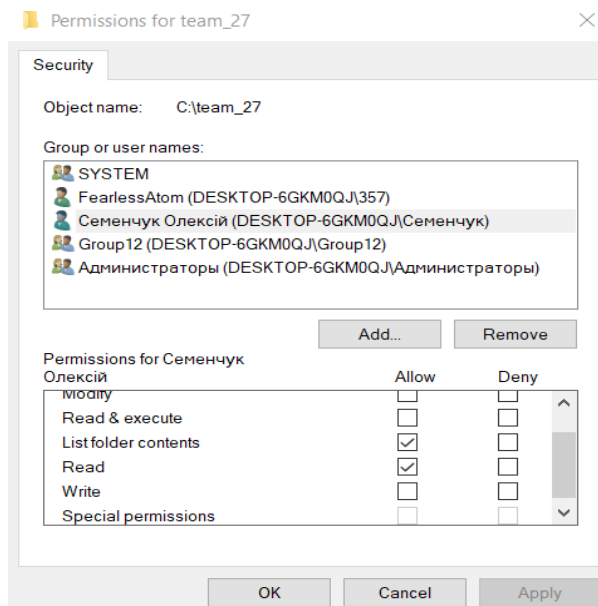 Permissions for team_27
Security
Object name: C:\team_27
Group or user names:
SYSTEM
FearlessAtom (DESKTOP-6GKM0QJ\357)
Семенчук Олексій (DESKTOP-6GKM0QJ\Семенчук)
Group12 (DESKTOP-6GKM0QJ\Group12)
Администраторы (DESKTOP-6GKM0QJ\Администраторы)
Add... Remove
Permissions for Семенчук
Олексій Allow Deny
Modify
Read & execute
List folder contents
Read
Write
Special permissions
OK Cancel Apply